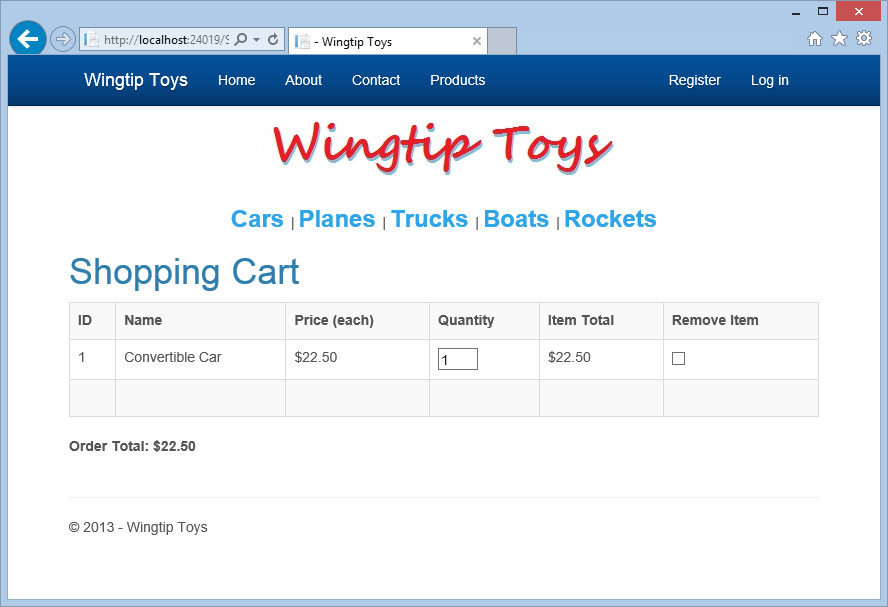 http://localhost:24019/S
- Wingtip Toys
Wingtip Toys Home About Contact Products Register Log in
Wingtip Toys
Cars | Planes | Trucks | Boats | Rockets
Shopping Cart
ID Name Price (each) Quantity Item Total Remove Item
1 Convertible Car $22.50 1 $22.50
Order Total: $22.50
© 2013 - Wingtip Toys